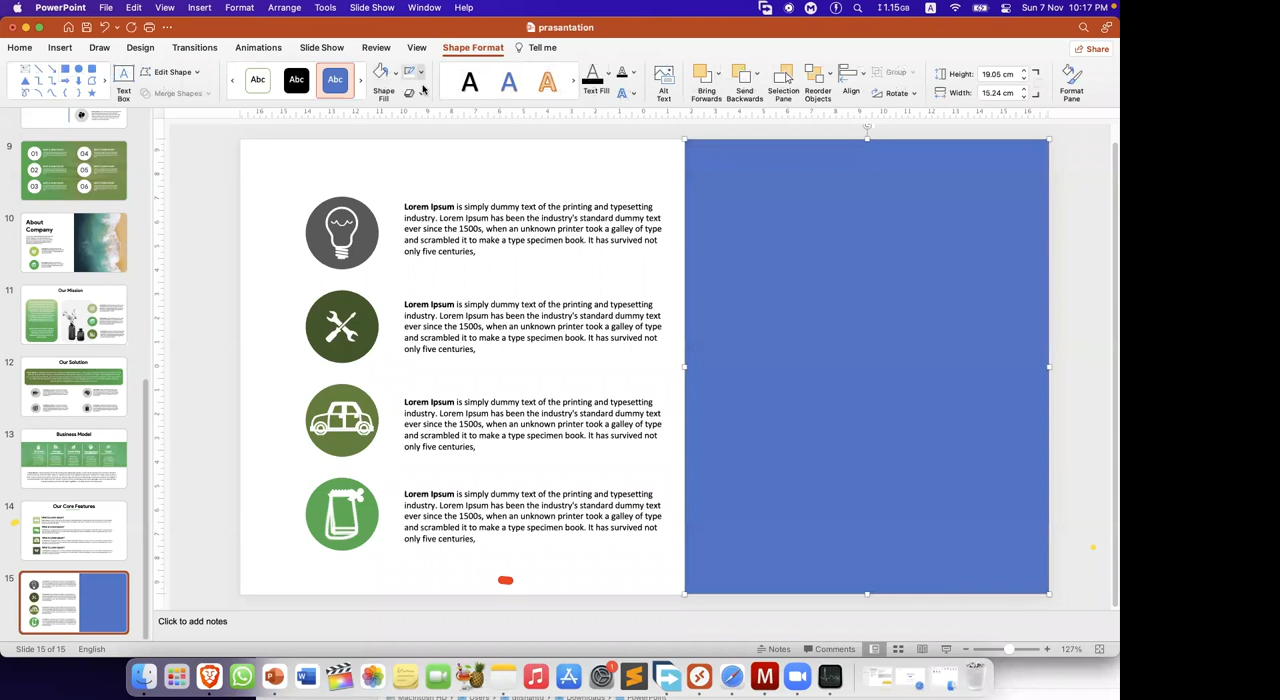 PowerPoint File Edit View Insert Format Arrange Tools Slide Show Window Help 1.15GB A Sun 7 Nov 10:17 PM
prasantation
Home Insert Draw Design Transitions Animations Slide Show Review View Shape Format Tell me Share
Text Box
Edit Shape
Merge Shapes
Abc Abc Abc
Shape Fill
A A A
Text Fill
Alt Text
Bring Forwards
Send Backwards
Selection Pane
Reorder Objects
Align
Group
Rotate
Height: 19.05 cm
Width: 15.24 cm
Format Pane
9
01 04
02 05
03 06
10
About
Company
11
Our Mission
12
Our Solution
13
Business Model
14
Our Core Features
15
Lorem Ipsum is simply dummy text of the printing and typesetting
industry. Lorem Ipsum has been the industry's standard dummy text
ever since the 1500s, when an unknown printer took a galley of type
and scrambled it to make a type specimen book. It has survived not
only five centuries,
Lorem Ipsum is simply dummy text of the printing and typesetting
industry. Lorem Ipsum has been the industry's standard dummy text
ever since the 1500s, when an unknown printer took a galley of type
and scrambled it to make a type specimen book. It has survived not
only five centuries,
Lorem Ipsum is simply dummy text of the printing and typesetting
industry. Lorem Ipsum has been the industry's standard dummy text
ever since the 1500s, when an unknown printer took a galley of type
and scrambled it to make a type specimen book. It has survived not
only five centuries,
Lorem Ipsum is simply dummy text of the printing and typesetting
industry. Lorem Ipsum has been the industry's standard dummy text
ever since the 1500s, when an unknown printer took a galley of type
and scrambled it to make a type specimen book. It has survived not
only five centuries,
Click to add notes
Slide 15 of 15 English Notes Comments 127%